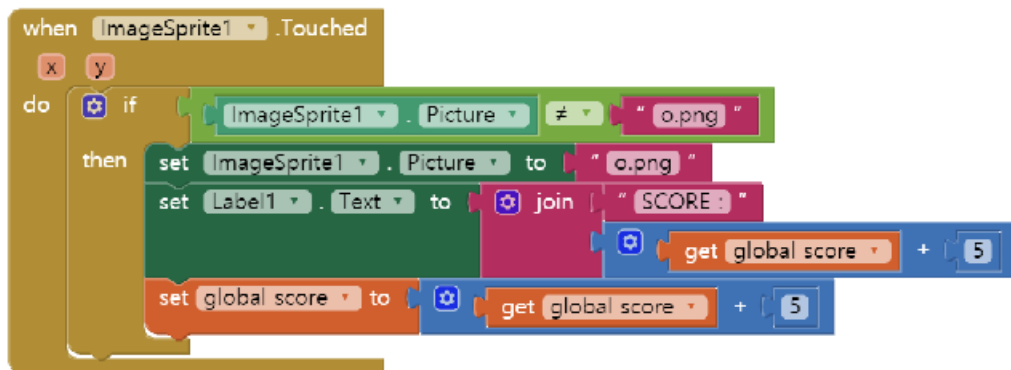 when ImageSprite1 .Touched
x y
do if ImageSprite1 . Picture ≠ " o.png "
then set ImageSprite1 . Picture to " o.png "
set Label1 . Text to join " SCORE : "
get global score + 5
set global score to get global score + 5